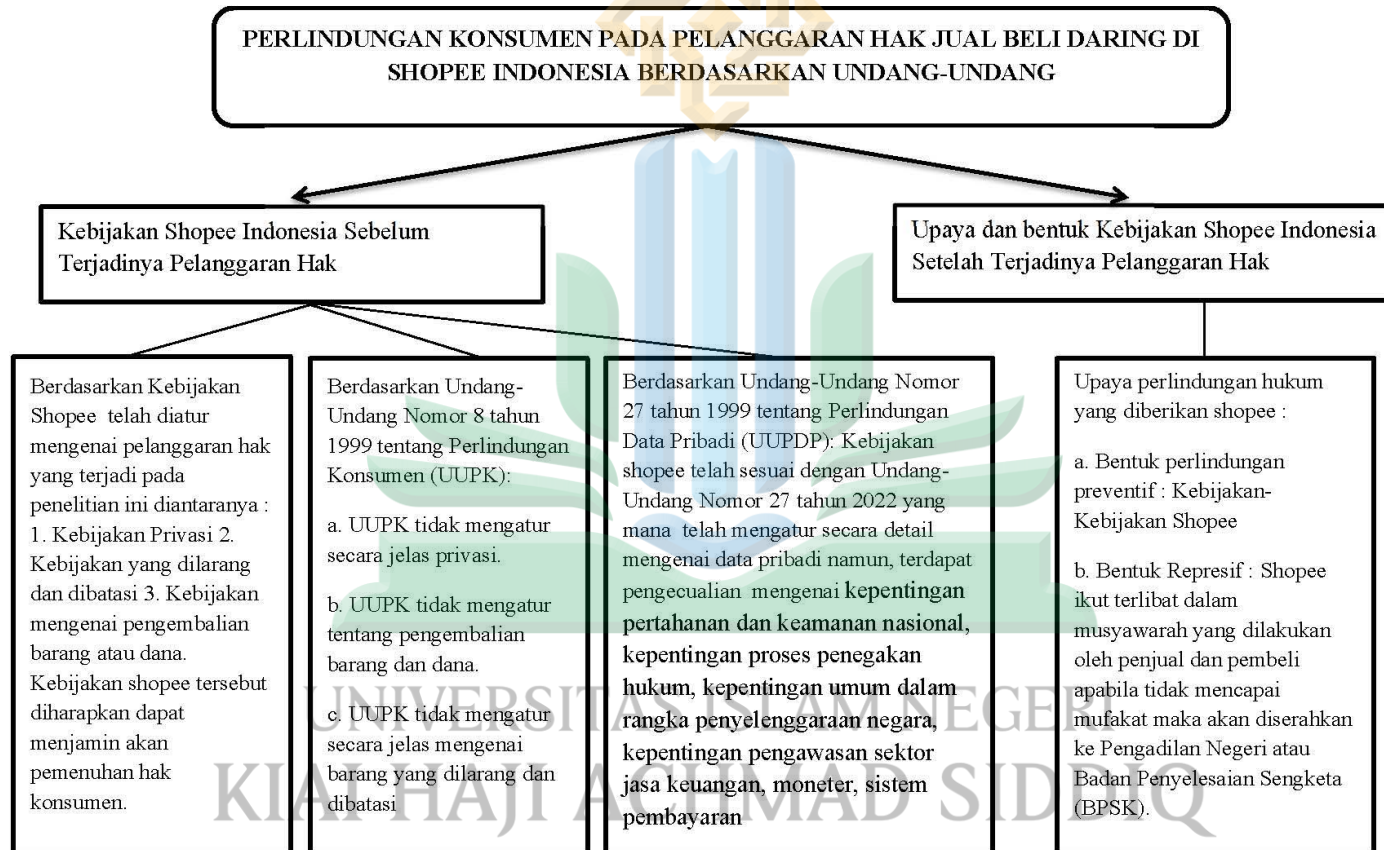 PERLINDUNGAN KONSUMEN PADA PELANGGARAN HAK JUAL BELI DARING DI
SHOPEE INDONESIA BERDASARKAN UNDANG-UNDANG
Kebijakan Shopee Indonesia Sebelum
Terjadinya Pelanggaran Hak
Upaya dan bentuk Kebijakan Shopee Indonesia
Setelah Terjadinya Pelanggaran Hak
Berdasarkan Kebijakan
Shopee telah diatur
mengenai pelanggaran hak
yang terjadi pada
penelitian ini diantaranya :
1. Kebijakan Privasi 2.
Kebijakan yang dilarang
dan dibatasi 3. Kebijakan
mengenai pengembalian
barang atau dana.
Kebijakan shopee tersebut
diharapkan dapat
menjamin akan
pemenuhan hak
konsumen.
Berdasarkan Undang-
Undang Nomor 8 tahun
1999 tentang Perlindungan
Konsumen (UUPK):
a. UUPK tidak mengatur
secara jelas privasi.
b. UUPK tidak mengatur
tentang pengembalian
barang dan dana.
c. UUPK tidak mengatur
secara jelas mengenai
barang yang dilarang dan
dibatasi
Berdasarkan Undang-Undang Nomor
27 tahun 1999 tentang Perlindungan
Data Pribadi (UUPDP): Kebijakan
shopee telah sesuai dengan Undang-
Undang Nomor 27 tahun 2022 yang
mana telah mengatur secara detail
mengenai data pribadi namun, terdapat
pengecualian mengenai kepentingan
pertahanan dan keamanan nasional,
kepentingan proses penegakan
hukum, kepentingan umum dalam
rangka penyelenggaraan negara,
kepentingan pengawasan sektor
jasa keuangan, moneter, sistem
pembayaran
Upaya perlindungan hukum
yang diberikan shopee :
a. Bentuk perlindungan
preventif : Kebijakan-
Kebijakan Shopee
b. Bentuk Represif : Shopee
ikut terlibat dalam
musyawarah yang dilakukan
oleh penjual dan pembeli
apabila tidak mencapai
mufakat maka akan diserahkan
ke Pengadilan Negeri atau
Badan Penyelesaian Sengketa
(BPSK).
UNIVERSITAS ISLAM NEGERI
KIAI HAJI ACHMAD SIDDIQ